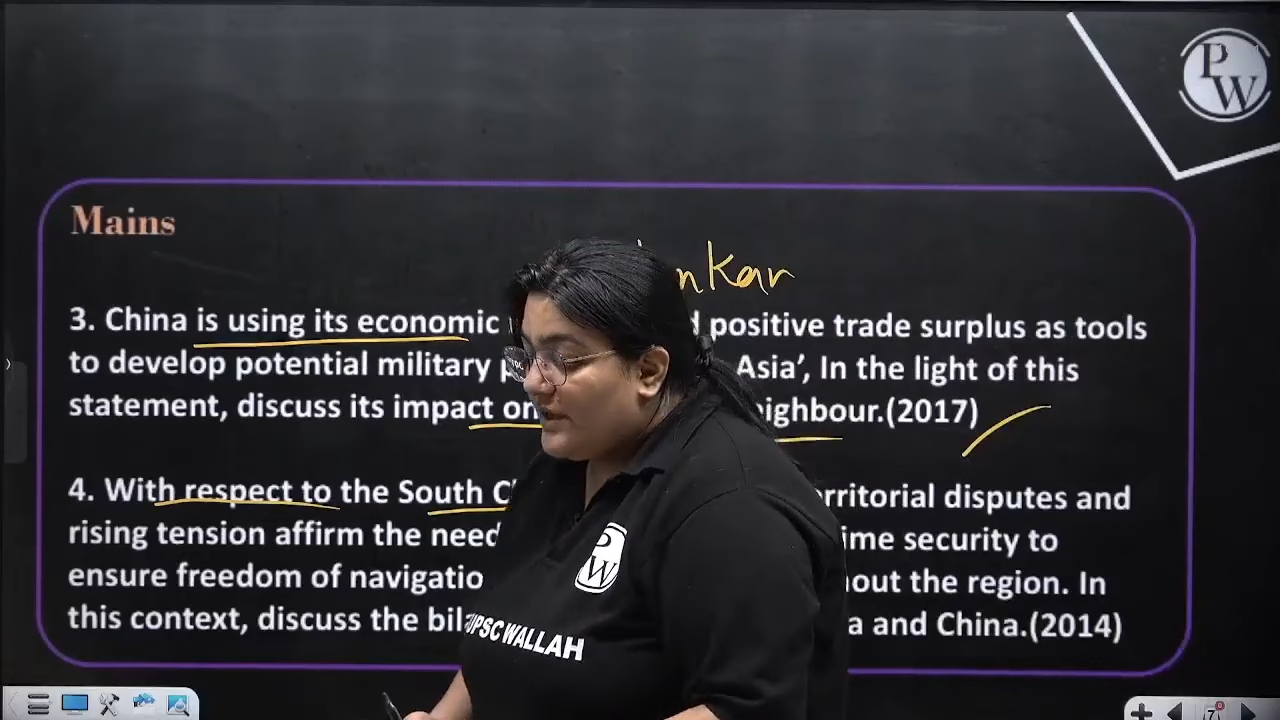 PW
Mains
nkar
3. China is using its economic positive trade surplus as tools
to develop potential military Asia’, In the light of this
statement, discuss its impact on (2017)
4. With respect to the South rritorial disputes and
rising tension affirm the need ime security to
ensure freedom of navigatio hout the region. In
this context, discuss the bil a and China.(2014)
PW
UPSC WALLAH